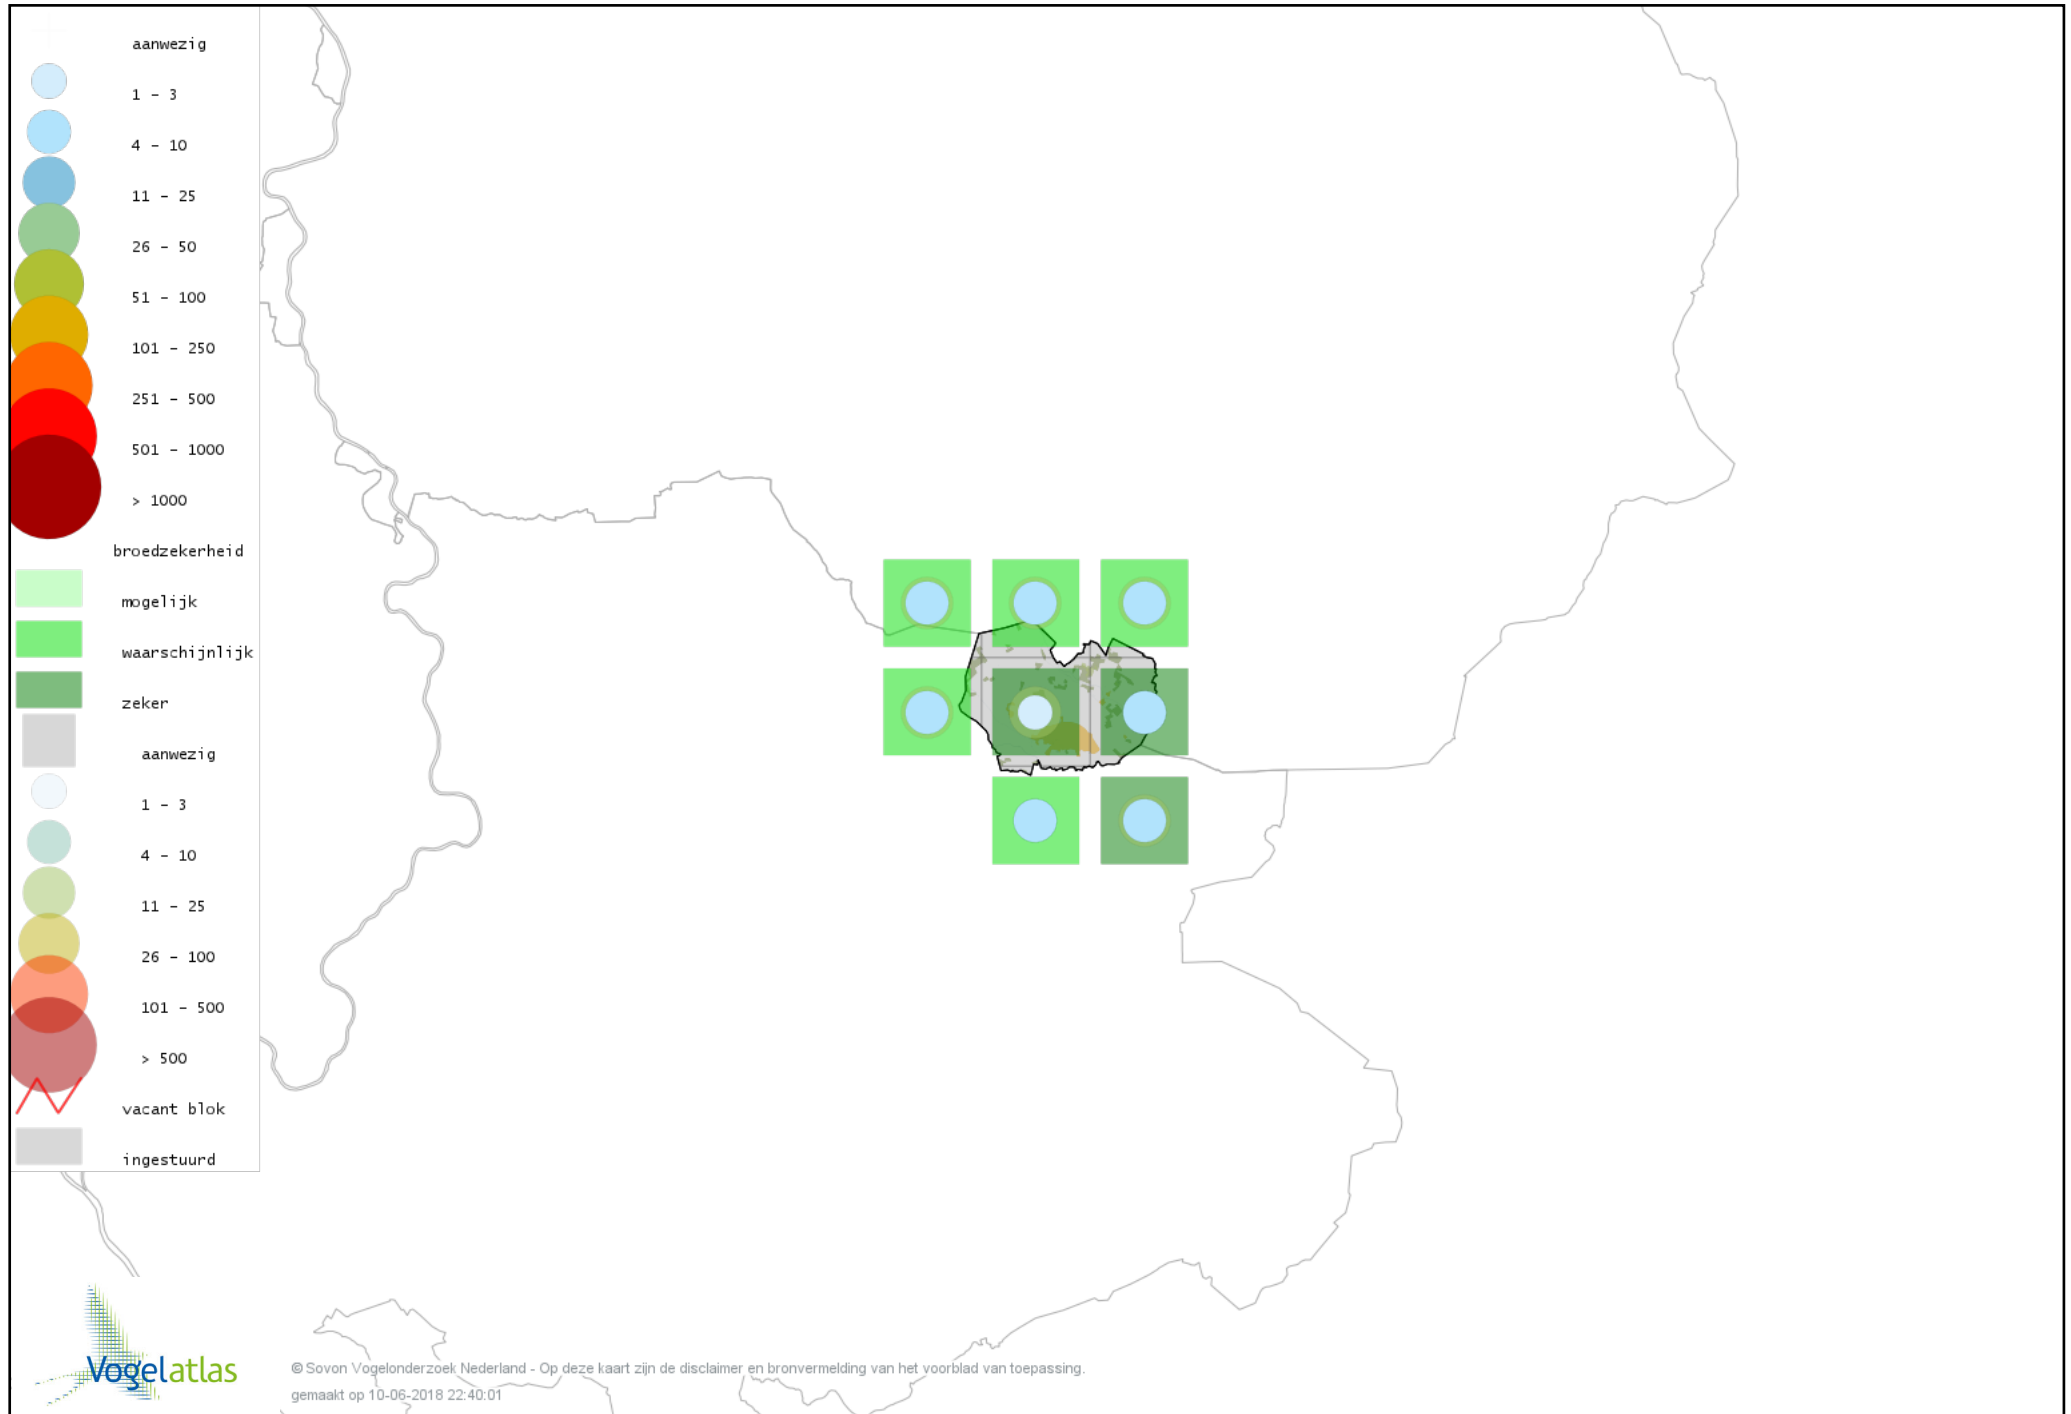 aanwezig
1 - 3
4 - 10
11 - 25
26 - 50
51 - 100
101 - 250
251 - 500
501 - 1000
> 1000
broedzekerheid
mogelijk
waarschijnlijk
zeker
aanwezig
1 - 3
4 - 10
11 - 25
26 - 100
101 - 500
> 500
vacant blok
ingestuurd
Vogelatlas
© Sovon Vogelonderzoek Nederland - Op deze kaart zijn de disclaimer en bronvermelding van het voorblad van toepassing.
gemaakt op 10-06-2018 22:40:01